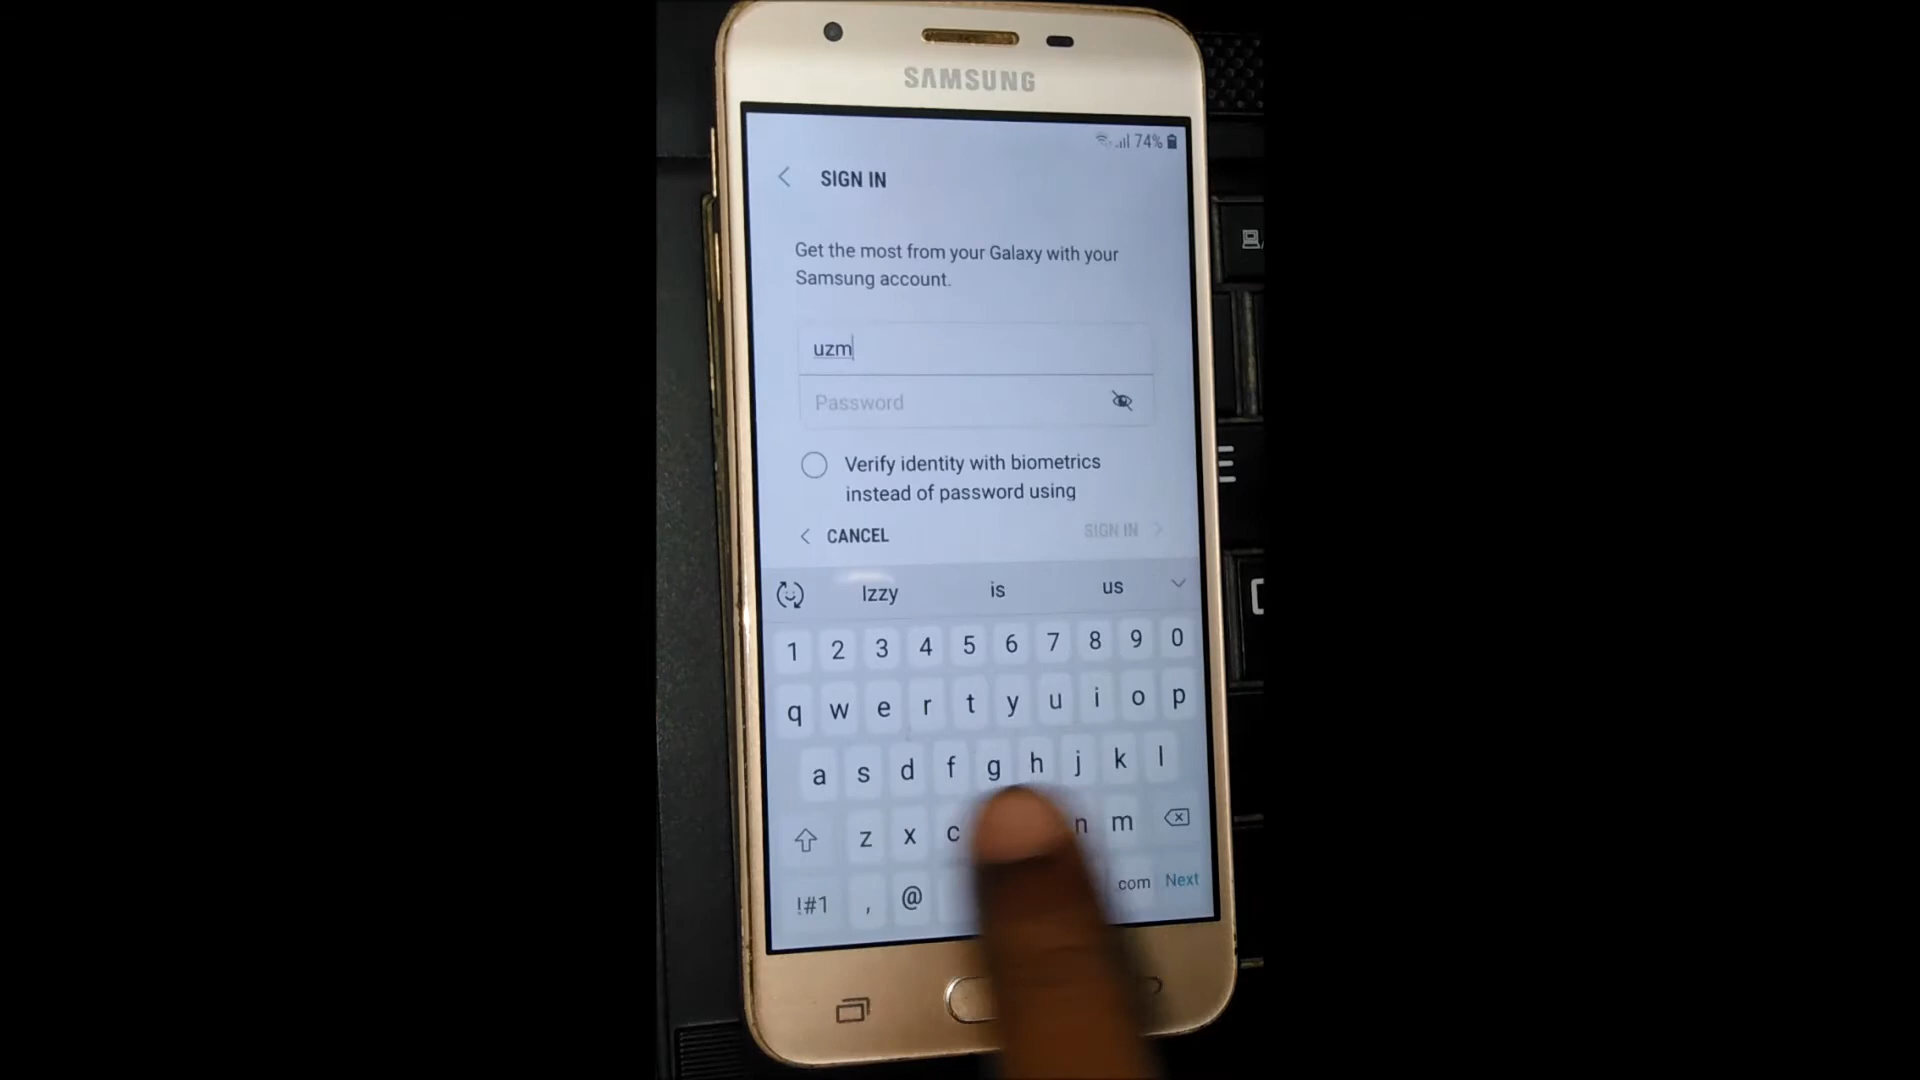 SAMSUNG
74%
SIGN IN
Get the most from your Galaxy with your
Samsung account.
uzm
Password
Verify identity with biometrics
instead of password using
CANCEL
SIGN IN
Izzy is us
1 2 3 4 5 6 7 8 9 0
q w e r t y u i o p
a s d f g h j k l
z x c n m
!#1 , @ com Next